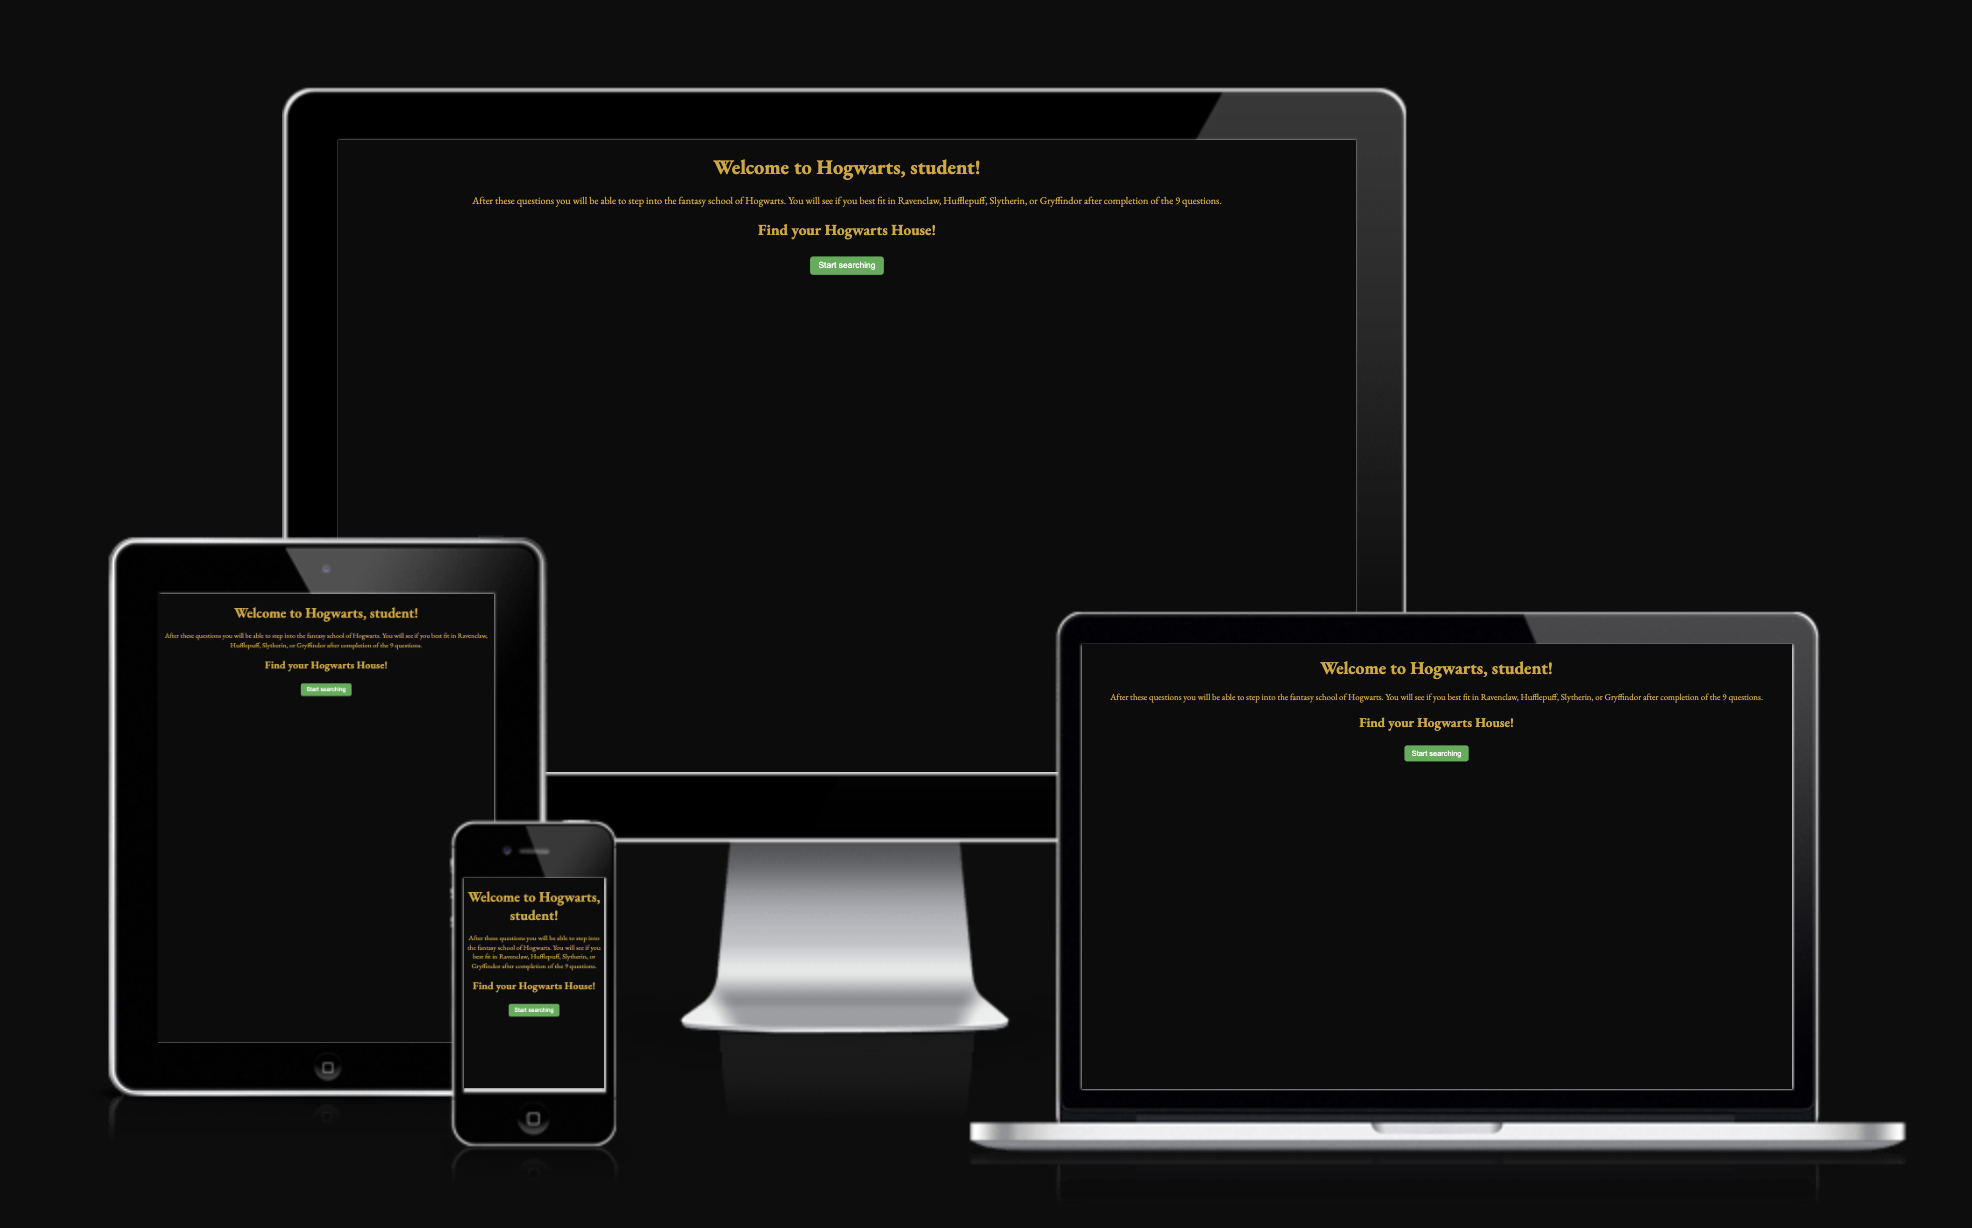 Welcome to Hogwarts, student!
After these questions you will be able to step into the fantasy school of Hogwarts. You will see if you best fit in Ravenclaw, Hufflepuff, Slytherin, or Gryffindor after completion of the 9 questions.
Find your Hogwarts House!
Start searching
Welcome to Hogwarts, student!
After these questions you will be able to step into the fantasy school of Hogwarts. You will see if you best fit in Ravenclaw,
Hufflepuff, Slytherin, or Gryffindor after completion of the 9 questions.
Find your Hogwarts House!
Start searching
Welcome to Hogwarts, student!
After these questions you will be able to step into the fantasy school of Hogwarts. You will see if you best fit in Ravenclaw, Hufflepuff, Slytherin, or Gryffindor after completion of the 9 questions.
Find your Hogwarts House!
Start searching
Welcome to Hogwarts,
student!
After these questions you will be able to step into
the fantasy school of Hogwarts. You will see if you
best fit in Ravenclaw, Hufflepuff, Slytherin, or
Gryffindor after completion of the 9 questions.
Find your Hogwarts House!
Start searching